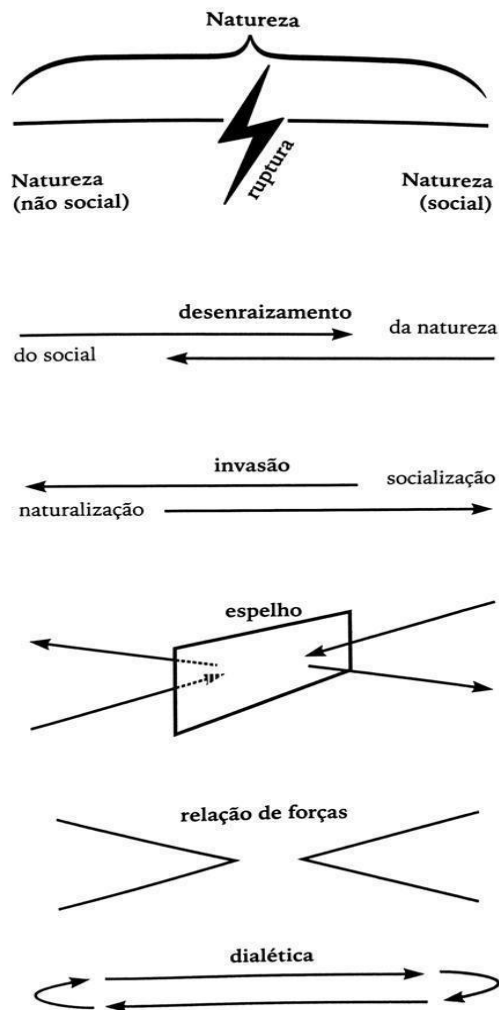 Natureza
ruptura
Natureza
(não social)
Natureza
(social)
desenraizamento
da natureza
do social
invasão
socialização
naturalização
espelho
relação de forças
dialética